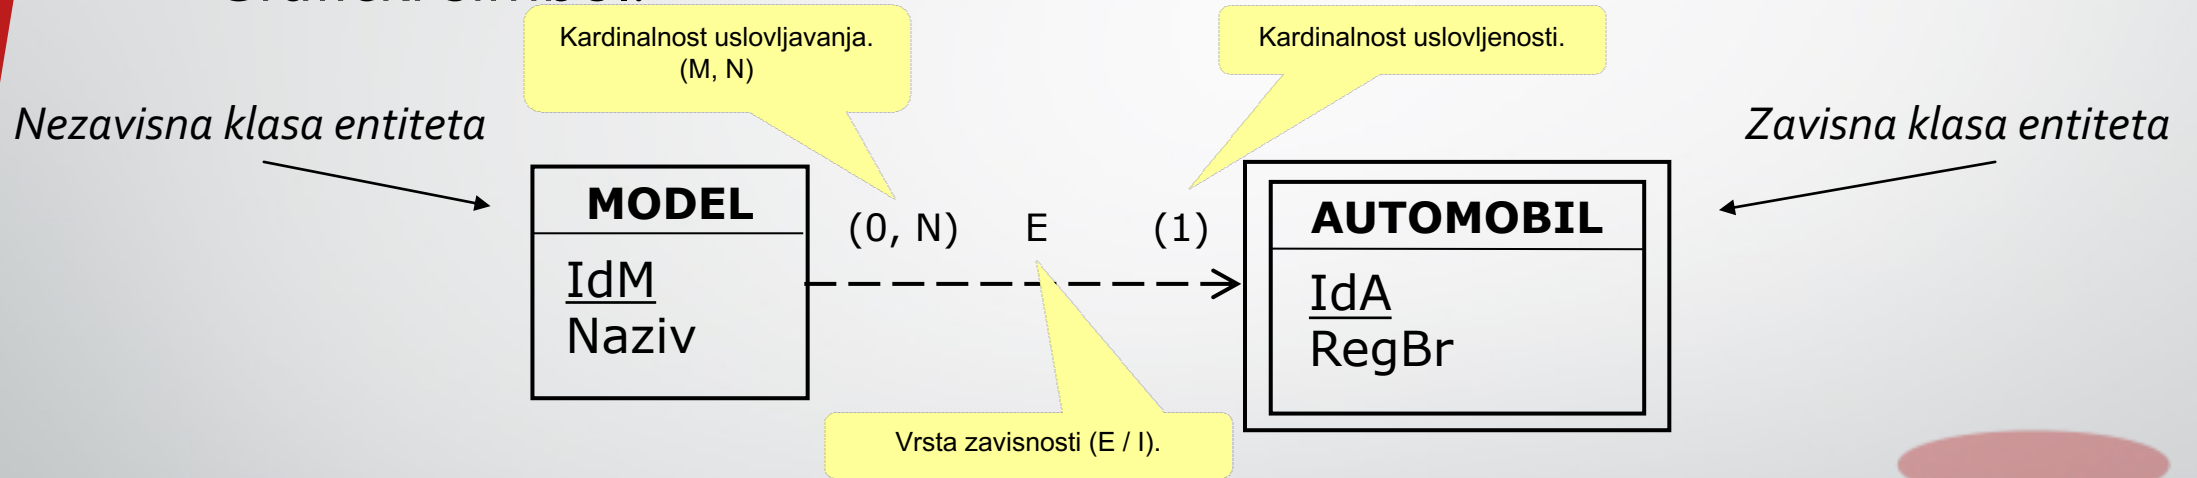 Kardinalnost uslovljavanja.
(M, N)
Kardinalnost uslovljenosti.
Nezavisna klasa entiteta
Zavisna klasa entiteta
MODEL
(0, N) E (1)
AUTOMOBIL
IdM
Naziv
IdA
RegBr
Vrsta zavisnosti (E / I).